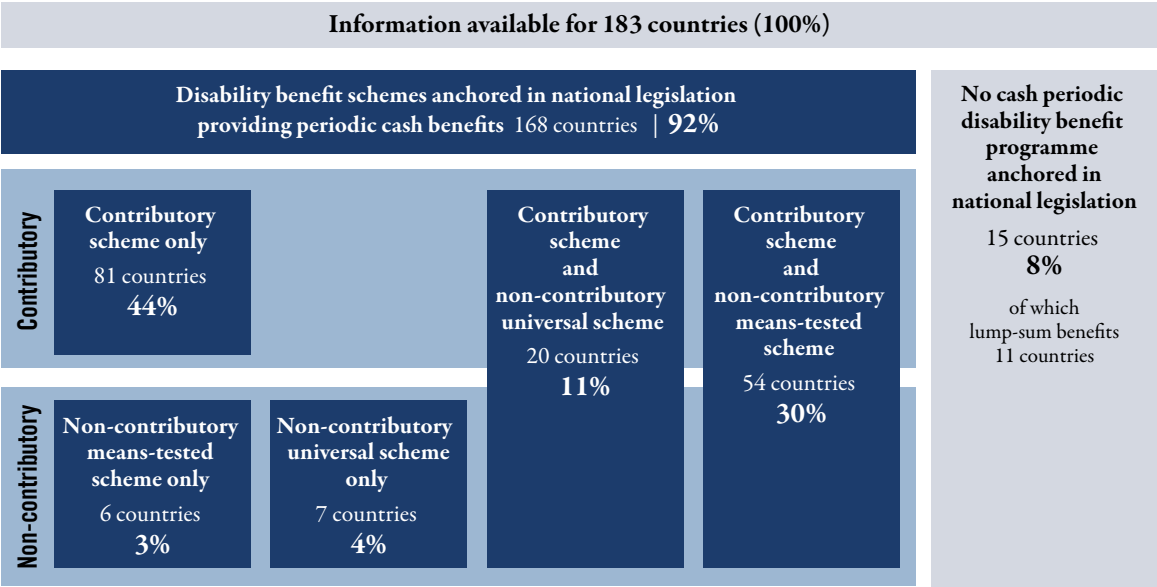 Information available for 183 countries (100%)
Disability benefit schemes anchored in national legislation
providing periodic cash benefits 168 countries | 92%
No cash periodic
disability benefit
programme
anchored in
national legislation
15 countries
8%
of which
lump-sum benefits
11 countries
Contributory
Contributory
scheme only
81 countries
44%
Contributory
scheme
and
non-contributory
universal scheme
20 countries
11%
Contributory
scheme
and
non-contributory
means-tested
scheme
54 countries
30%
Non-contributory
Non-contributory
means-tested
scheme only
6 countries
3%
Non-contributory
universal scheme
only
7 countries
4%